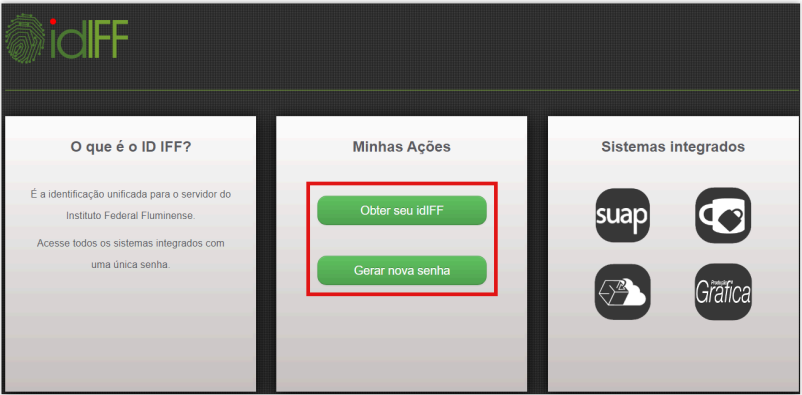 idIFF
O que é o ID IFF?
É a identificação unificada para o servidor do
Instituto Federal Fluminense.
Acesse todos os sistemas integrados com
uma única senha.
Minhas Ações
Obter seu idIFF
Gerar nova senha
Sistemas integrados
suap
Produção
Gráfica